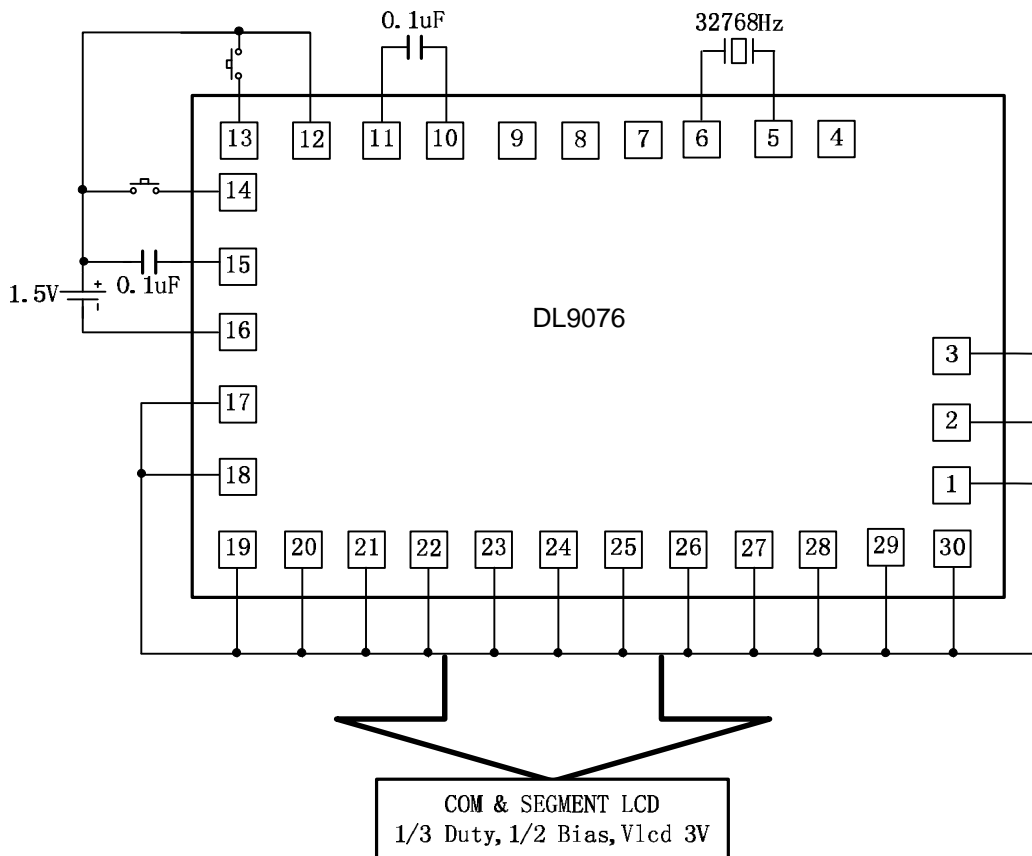 0.1uF
32768Hz
13 12 11 10 9 8 7 6 5 4
14
15
0.1uF
1.5V
+
-
16
DL9076
3
17
2
18
1
19 20 21 22 23 24 25 26 27 28 29 30
COM & SEGMENT LCD
1/3 Duty, 1/2 Bias, Vlcd 3V